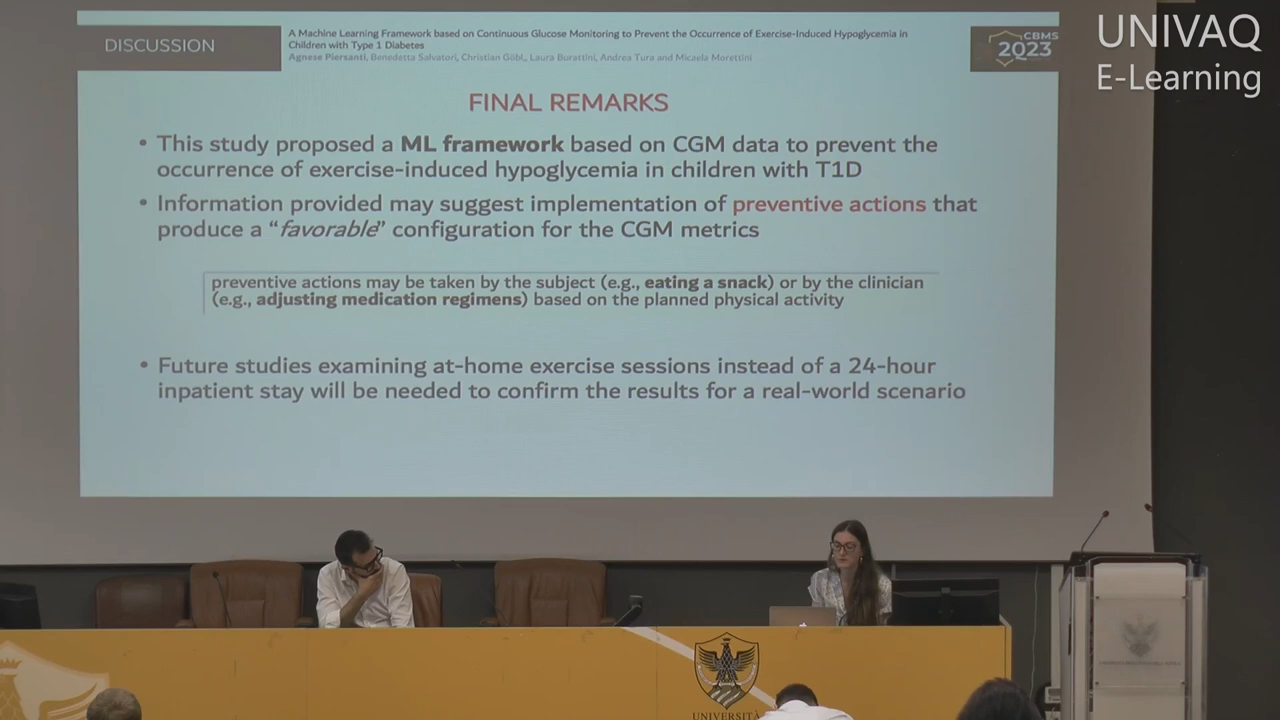 UNIVAQ
E-Learning
DISCUSSION
A Machine Learning Framework based on Continuous Glucose Monitoring to Prevent the Occurrence of Exercise-Induced Hypoglycemia in
Children with Type 1 Diabetes
Agnese Piersanti, Benedetta Salvatori, Christian Göbl, Laura Burattini, Andrea Tura and Micaela Morettini
CBMS
2023
FINAL REMARKS
• This study proposed a ML framework based on CGM data to prevent the
occurrence of exercise-induced hypoglycemia in children with T1D
• Information provided may suggest implementation of preventive actions that
produce a “favorable” configuration for the CGM metrics
preventive actions may be taken by the subject (e.g., eating a snack) or by the clinician
(e.g., adjusting medication regimens) based on the planned physical activity
• Future studies examining at-home exercise sessions instead of a 24-hour
inpatient stay will be needed to confirm the results for a real-world scenario
UNIVERSITÀ